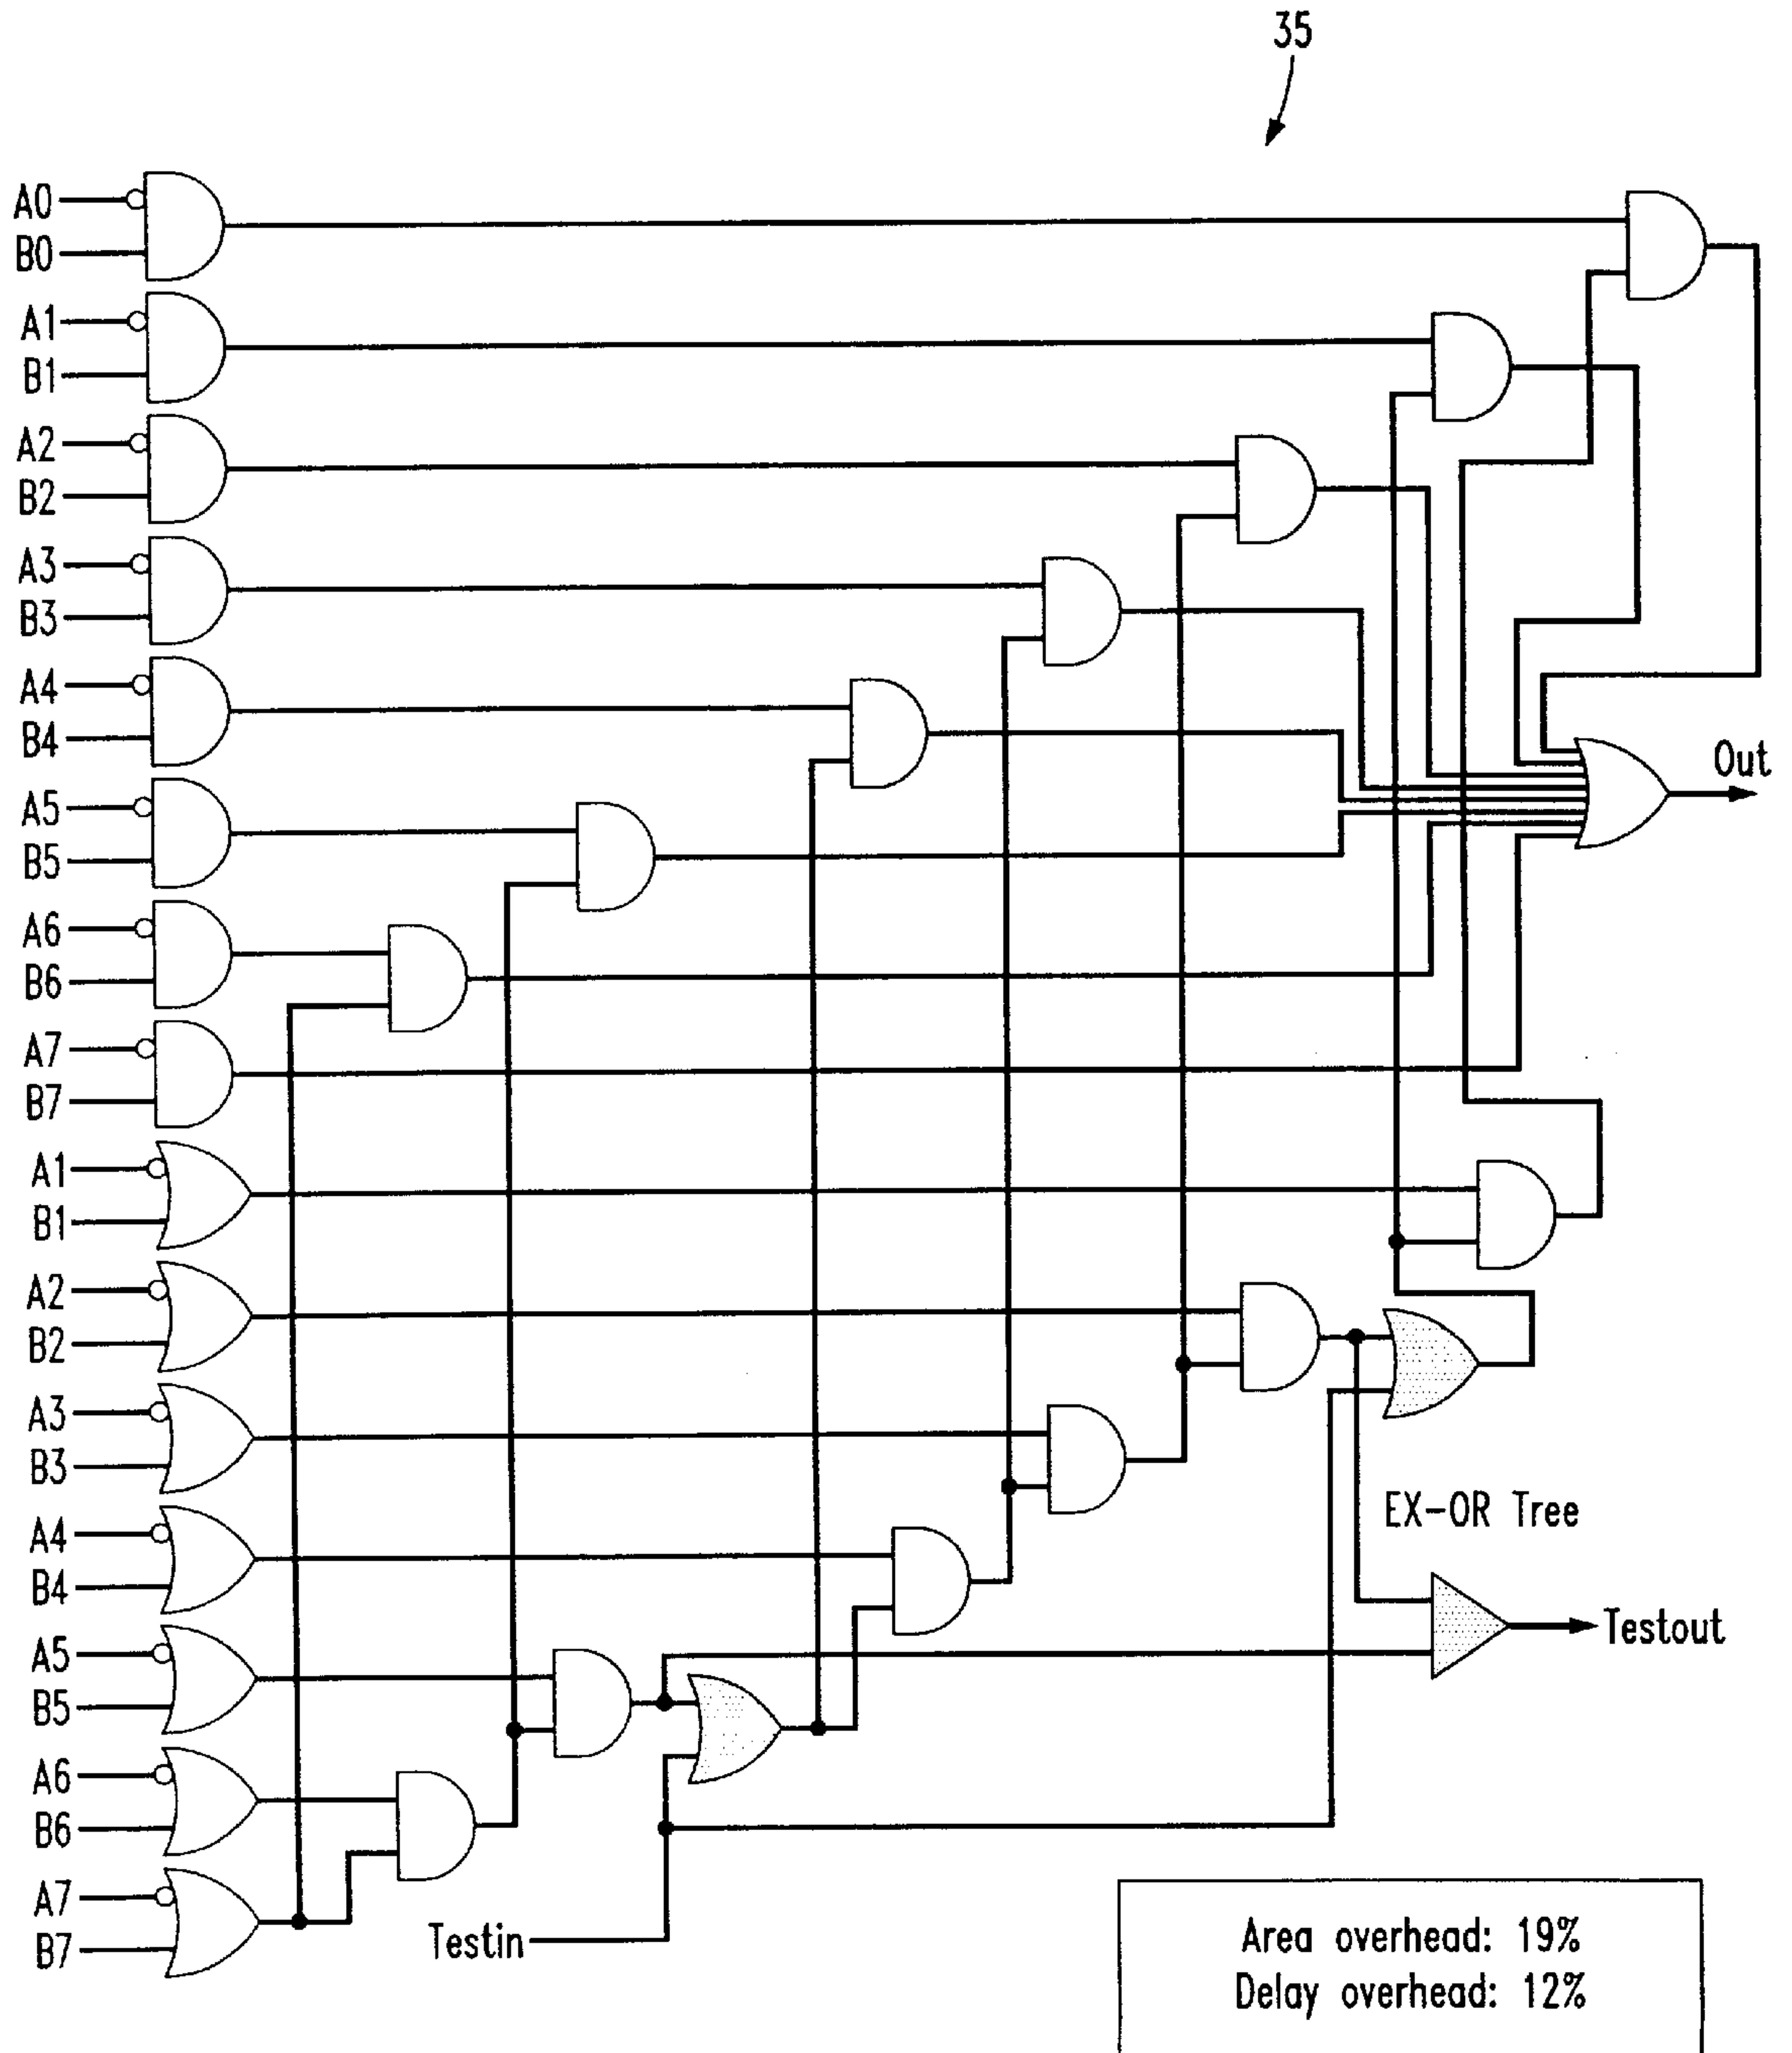 35
A0
B0
A1
B1
A2
B2
A3
B3
A4
B4
Out
A5
B5
A6
B6
A7
B7
A1
B1
A2
B2
A3
B3
EX-OR Tree
A4
B4
Testout
A5
B5
A6
B6
A7
Testin
B7
Area overhead: 19%
Delay overhead: 12%